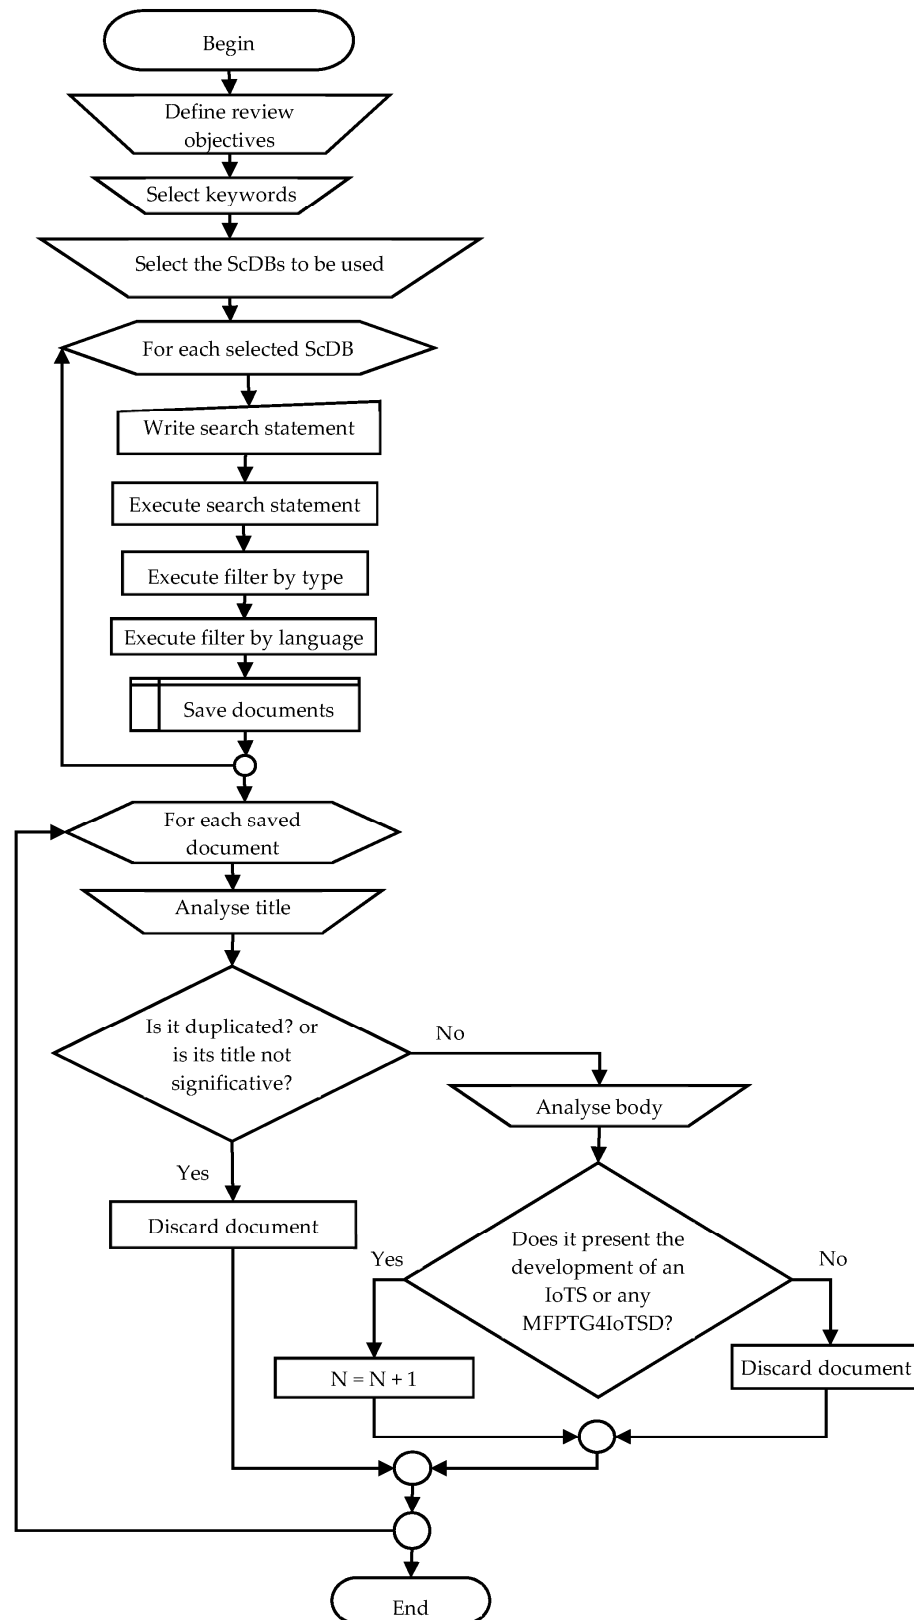 Begin
Define review
objectives
Select keywords
Select the ScDBs to be used
For each selected ScDB
Write search statement
Execute search statement
Execute filter by type
Execute filter by language
Save documents
For each saved
document
Analyse title
Is it duplicated? or
is its title not
significative?
No
Analyse body
Yes
Discard document
Does it present the
development of an
IoTS or any
MFPTG4IoTSD?
Yes
No
N = N + 1
Discard document
End